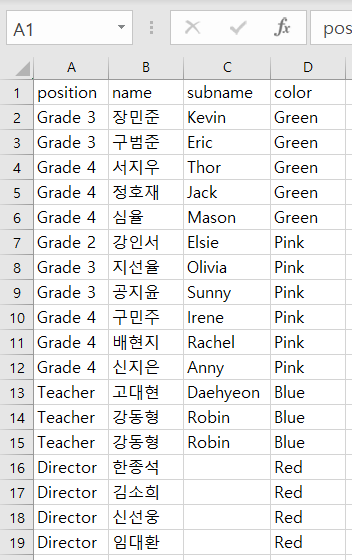 A1 fx pos
A B C D
1 position name subname color
2 Grade 3 장민준 Kevin Green
3 Grade 3 구범준 Eric Green
4 Grade 4 서지우 Thor Green
5 Grade 4 정호재 Jack Green
6 Grade 4 심율 Mason Green
7 Grade 2 강인서 Elsie Pink
8 Grade 3 지선율 Olivia Pink
9 Grade 3 공지윤 Sunny Pink
10 Grade 4 구민주 Irene Pink
11 Grade 4 배현지 Rachel Pink
12 Grade 4 신지은 Anny Pink
13 Teacher 고대현 Daehyeon Blue
14 Teacher 강동형 Robin Blue
15 Teacher 강동형 Robin Blue
16 Director 한종석 Red
17 Director 김소희 Red
18 Director 신선웅 Red
19 Director 임대환 Red